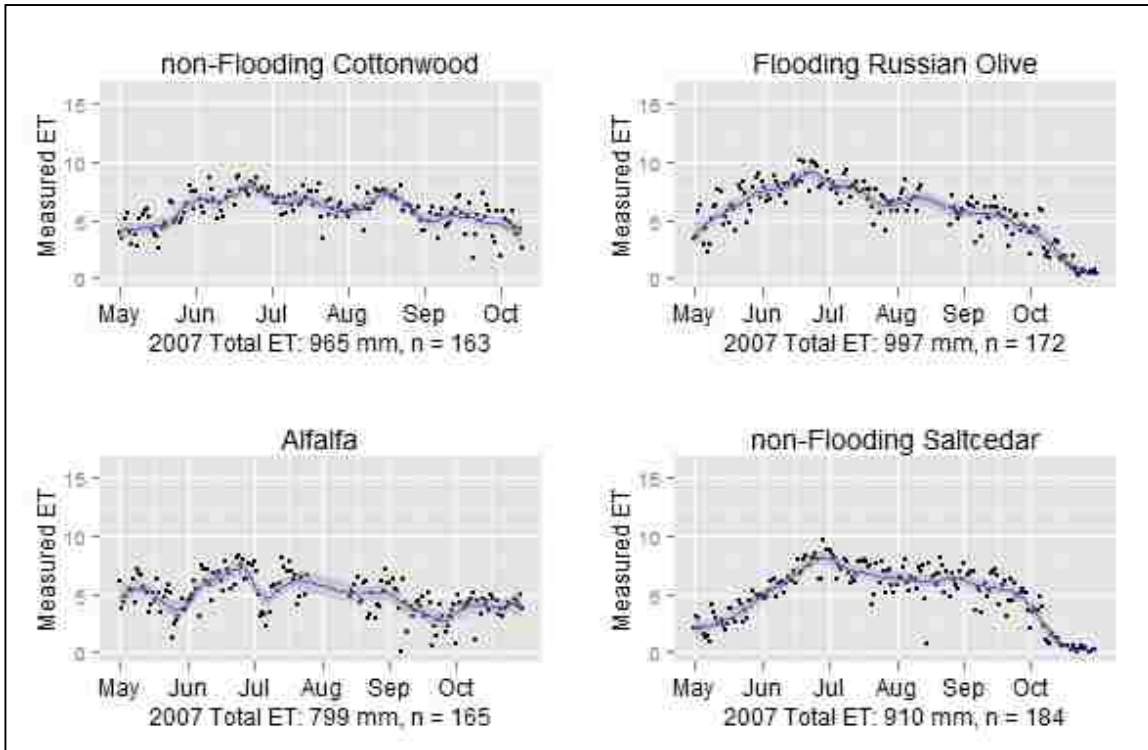 non-Flooding Cottonwood
15
10
5
0
Measured ET
May Jun Jul Aug Sep Oct
2007 Total ET: 965 mm, n = 163
Flooding Russian Olive
15
10
5
0
Measured ET
May Jun Jul Aug Sep Oct
2007 Total ET: 997 mm, n = 172
Alfalfa
15
10
5
0
Measured ET
May Jun Jul Aug Sep Oct
2007 Total ET: 799 mm, n = 165
non-Flooding Saltcedar
15
10
5
0
Measured ET
May Jun Jul Aug Sep Oct
2007 Total ET: 910 mm, n = 184